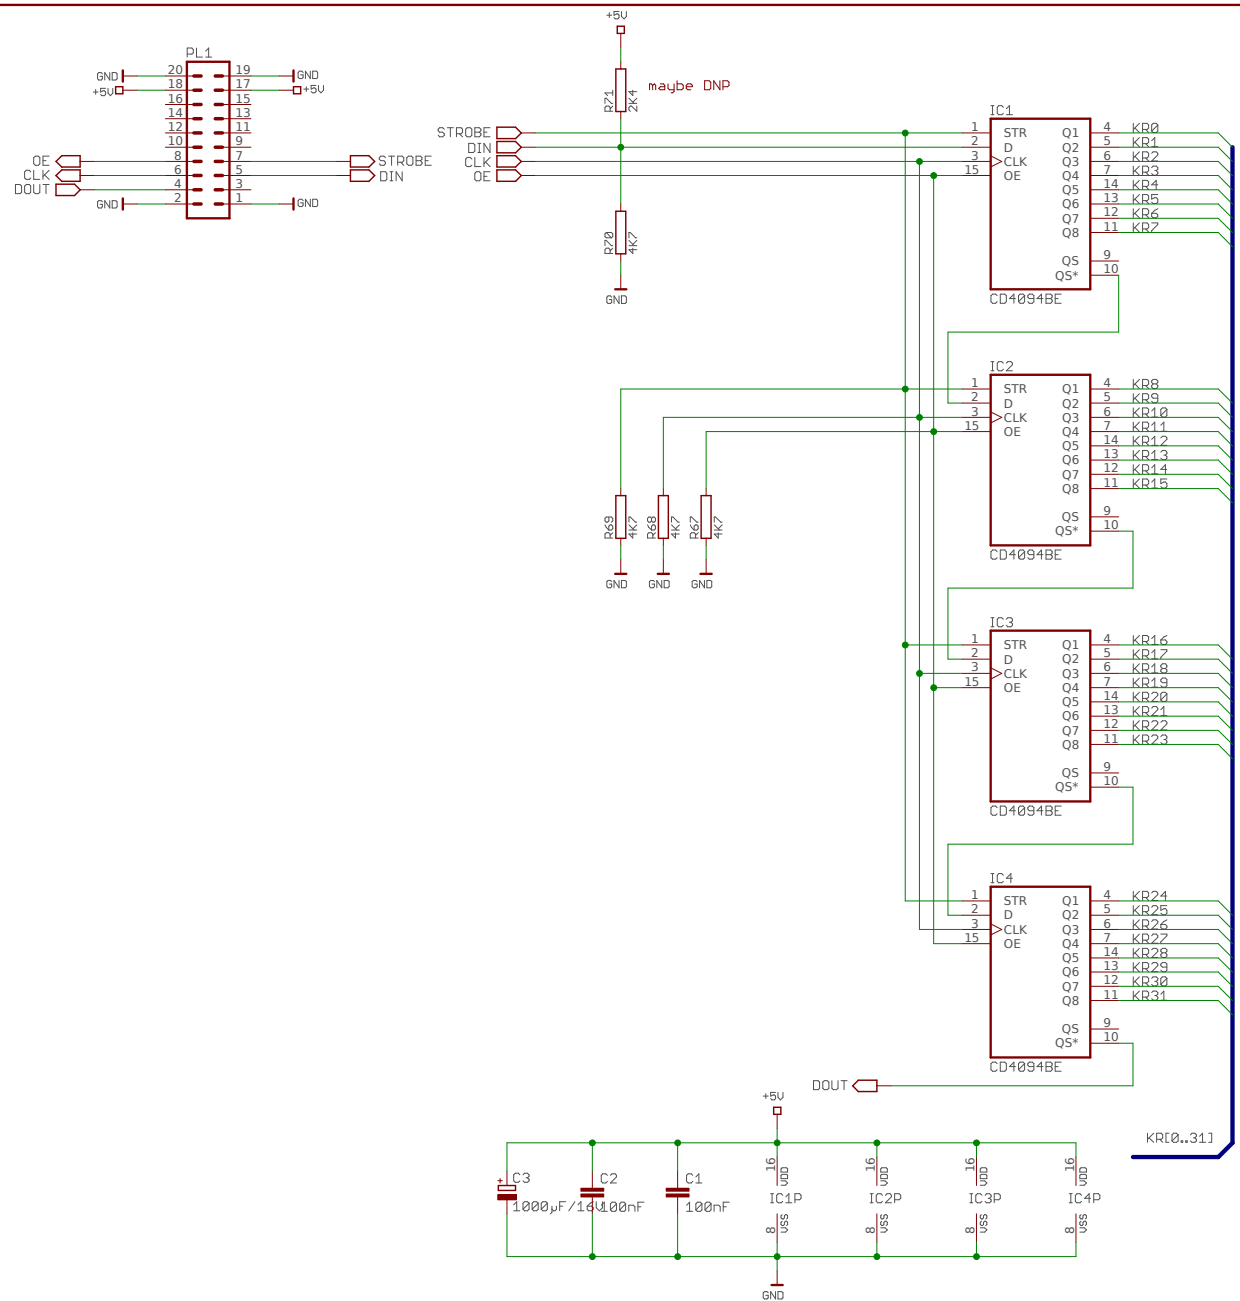 +5V
PL1
GND 20 19 GND
+5V 18 17 +5V
16 15
14 13
12 11
10 9
OE 8 7 STROBE
CLK 6 5 DIN
DOUT 4 3
GND 2 1 GND
R71 2K4
maybe DNP
STROBE
DIN
CLK
OE
R70 4K7
GND
IC1
1 STR Q1 4 KR0
2 D Q2 5 KR1
3 CLK Q3 6 KR2
15 OE Q4 7 KR3
Q5 14 KR4
Q6 13 KR5
Q7 12 KR6
Q8 11 KR7
QS 9
QS* 10
CD4094BE
IC2
1 STR Q1 4 KR8
2 D Q2 5 KR9
3 CLK Q3 6 KR10
15 OE Q4 7 KR11
Q5 14 KR12
Q6 13 KR13
Q7 12 KR14
Q8 11 KR15
QS 9
QS* 10
CD4094BE
R69 4K7
R68 4K7
R67 4K7
GND GND GND
IC3
1 STR Q1 4 KR16
2 D Q2 5 KR17
3 CLK Q3 6 KR18
15 OE Q4 7 KR19
Q5 14 KR20
Q6 13 KR21
Q7 12 KR22
Q8 11 KR23
QS 9
QS* 10
CD4094BE
IC4
1 STR Q1 4 KR24
2 D Q2 5 KR25
3 CLK Q3 6 KR26
15 OE Q4 7 KR27
Q5 14 KR28
Q6 13 KR29
Q7 12 KR30
Q8 11 KR31
QS 9
QS* 10
CD4094BE
DOUT
+5V
KR[0..31]
+ C3 C2 C1
1000µF/16V 100nF 100nF
16 VDD 16 VDD 16 VDD 16 VDD
IC1P IC2P IC3P IC4P
8 VSS 8 VSS 8 VSS 8 VSS
GND